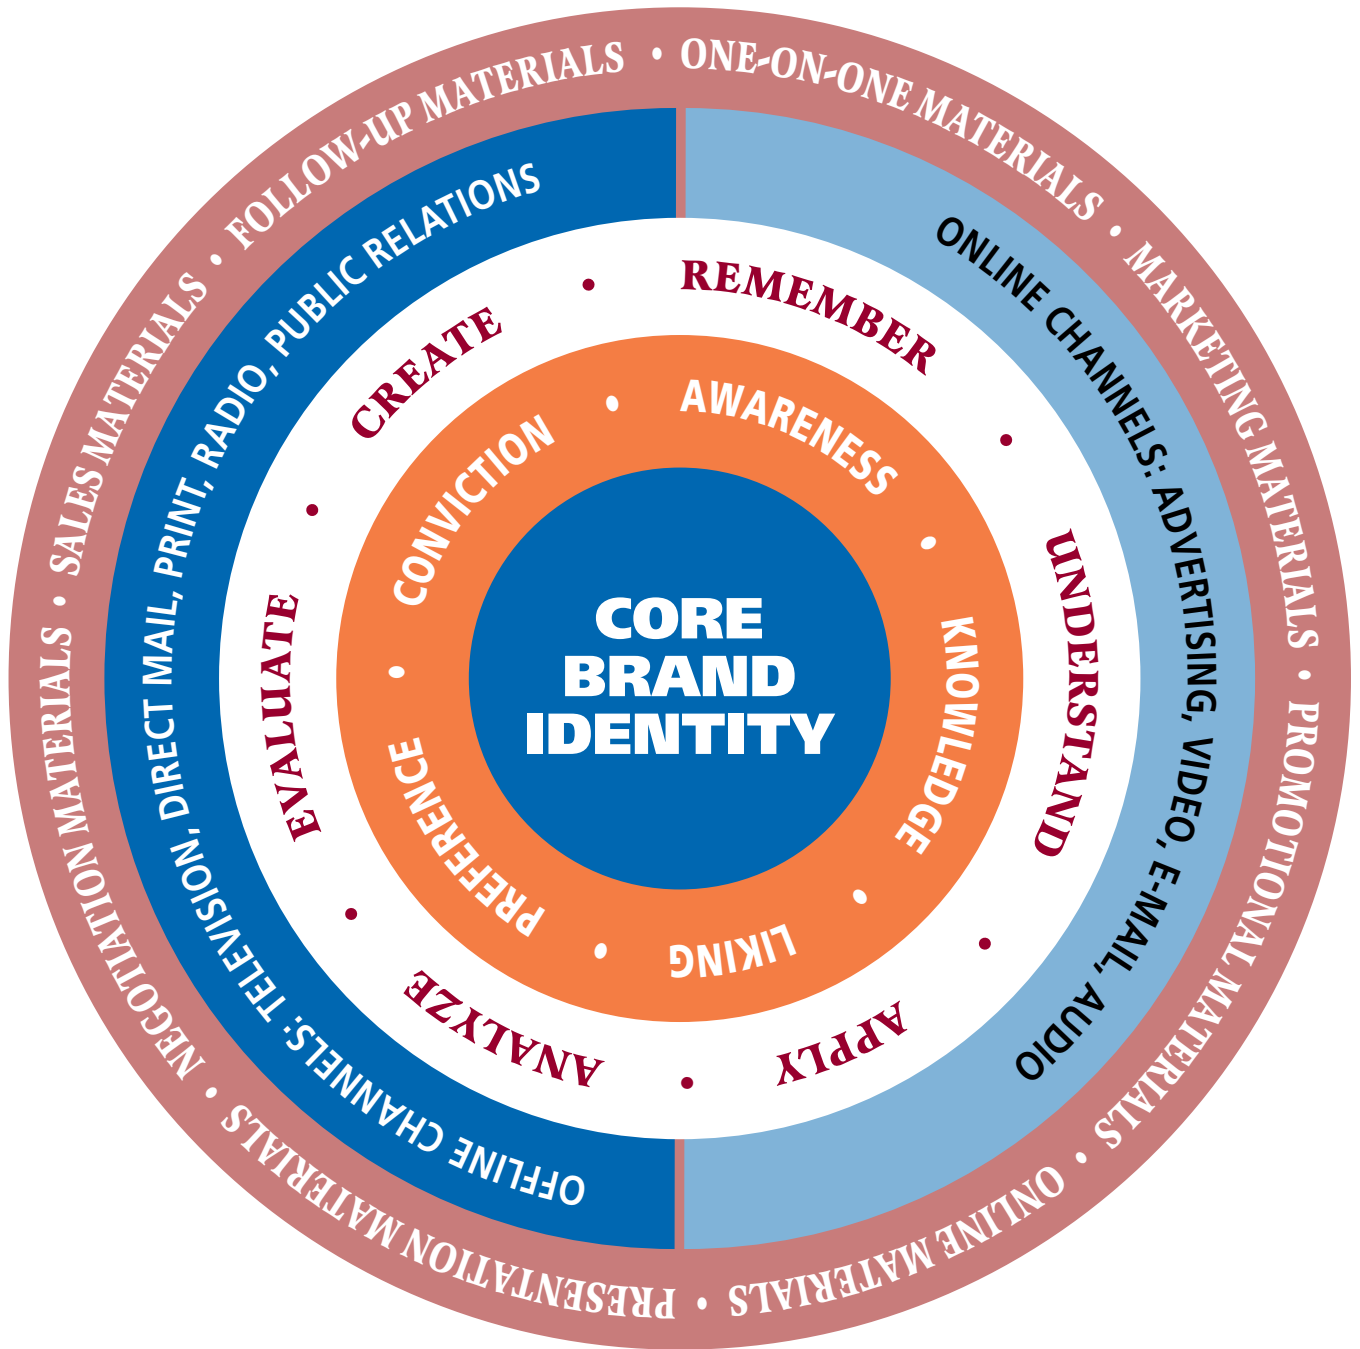 CORE
BRAND
IDENTITY
AWARENESS • KNOWLEDGE • LIKING • PREFERENCE • CONVICTION •
REMEMBER • UNDERSTAND • APPLY • ANALYZE • EVALUATE • CREATE •
ONLINE CHANNELS: ADVERTISING, VIDEO, E-MAIL, AUDIO
OFFLINE CHANNELS: TELEVISION, DIRECT MAIL, PRINT, RADIO, PUBLIC RELATIONS
ONE-ON-ONE MATERIALS • MARKETING MATERIALS • PROMOTIONAL MATERIALS • ONLINE MATERIALS • PRESENTATION MATERIALS • NEGOTIATION MATERIALS • SALES MATERIALS • FOLLOW-UP MATERIALS •